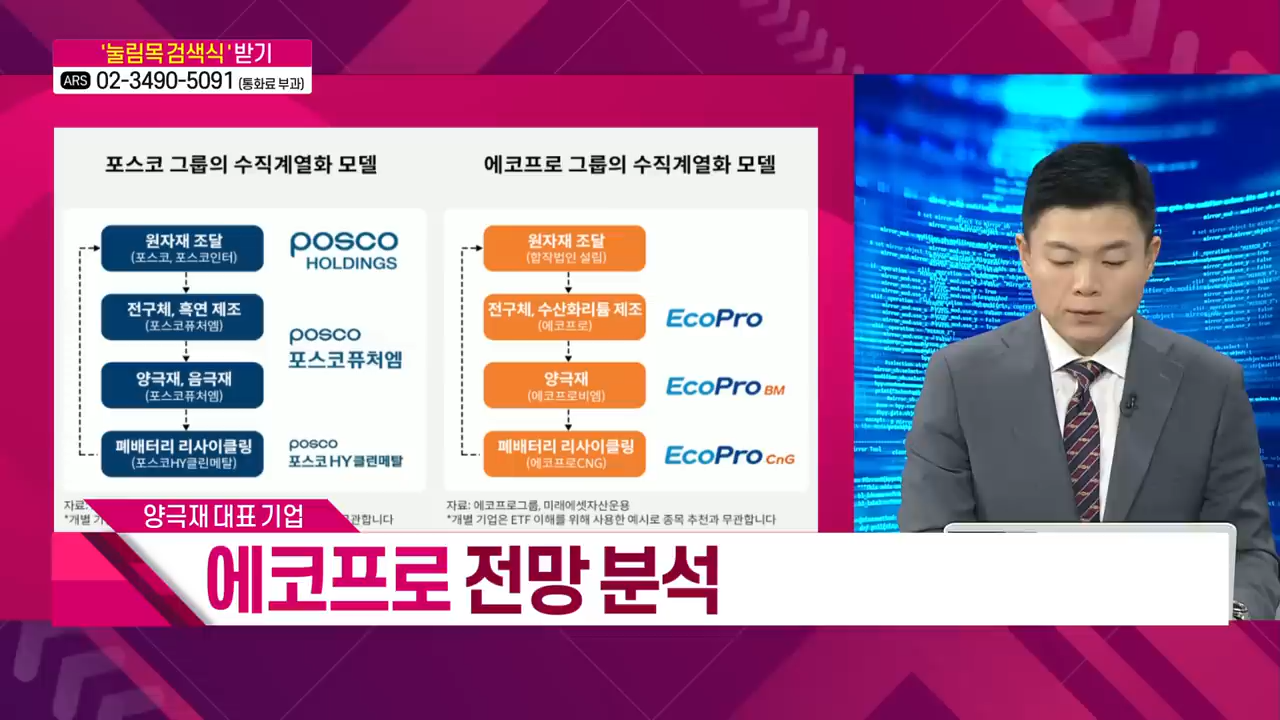 '눌림목 검색식' 받기
ARS 02-3490-5091 (통화료 부과)
포스코 그룹의 수직계열화 모델
원자재 조달
(포스코, 포스코인터)
posco
HOLDINGS
전구체, 흑연 제조
(포스코퓨처엠)
posco
포스코퓨처엠
양극재, 음극재
(포스코퓨처엠)
폐배터리 리사이클링
(포스코HY클린메탈)
posco
포스코HY클린메탈
자료:
*개별 기
무관합니다
에코프로 그룹의 수직계열화 모델
원자재 조달
(합작법인 설립)
전구체, 수산화리튬 제조
(에코프로)
EcoPro
양극재
(에코프로비엠)
EcoPro BM
폐배터리 리사이클링
(에코프로CNG)
EcoPro CnG
자료: 에코프로그룹, 미래에셋자산운용
*개별 기업은 ETF 이해를 위해 사용한 예시로 종목 추천과 무관합니다
양극재 대표 기업
에코프로 전망 분석